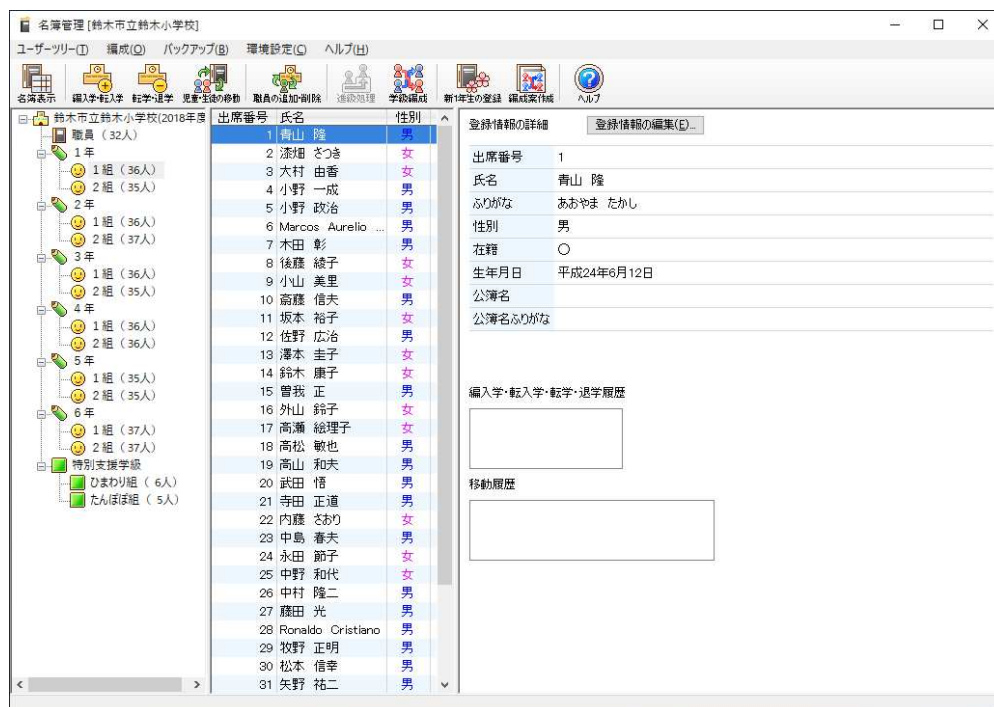 名簿管理 [鈴木市立鈴木小学校]
ユーザーツリー(T) 編成(O) バックアップ(B) 環境設定(C) ヘルプ(H)
名簿表示 編入学・転入学 転学・退学 児童・生徒の移動 職員の追加・削除 進級処理 学級編成 新1年生の登録 編成案作成 ヘルプ
鈴木市立鈴木小学校(2018年度
職員 (32人)
1年
1組 (36人)
2組 (35人)
2年
1組 (36人)
2組 (37人)
3年
1組 (36人)
2組 (35人)
4年
1組 (36人)
2組 (36人)
5年
1組 (35人)
2組 (35人)
6年
1組 (37人)
2組 (37人)
特別支援学級
ひまわり組 ( 6人)
たんぽぽ組 ( 5人)
出席番号 氏名 性別
1 青山 隆 男
2 漆畑 さつき 女
3 大村 由香 女
4 小野 一成 男
5 小野 政治 男
6 Marcos Aurelio ... 男
7 木田 彰 男
8 後藤 綾子 女
9 小山 美里 女
10 斎藤 信夫 男
11 坂本 裕子 女
12 佐野 広治 男
13 澤本 圭子 女
14 鈴木 康子 女
15 曽我 正 男
16 外山 鈴子 女
17 高瀬 絵理子 女
18 高松 敏也 男
19 高山 和夫 男
20 武田 悟 男
21 寺田 正道 男
22 内藤 さおり 女
23 中島 春夫 男
24 永田 節子 女
25 中野 和代 女
26 中村 隆二 男
27 藤田 光 男
28 Ronaldo Cristiano 男
29 牧野 正明 男
30 松本 信幸 男
31 矢野 祐二 男
登録情報の詳細 登録情報の編集(E)...
出席番号 1
氏名 青山 隆
ふりがな あおやま たかし
性別 男
在籍 ○
生年月日 平成24年6月12日
公簿名
公簿名ふりがな
編入学・転入学・転学・退学履歴
移動履歴